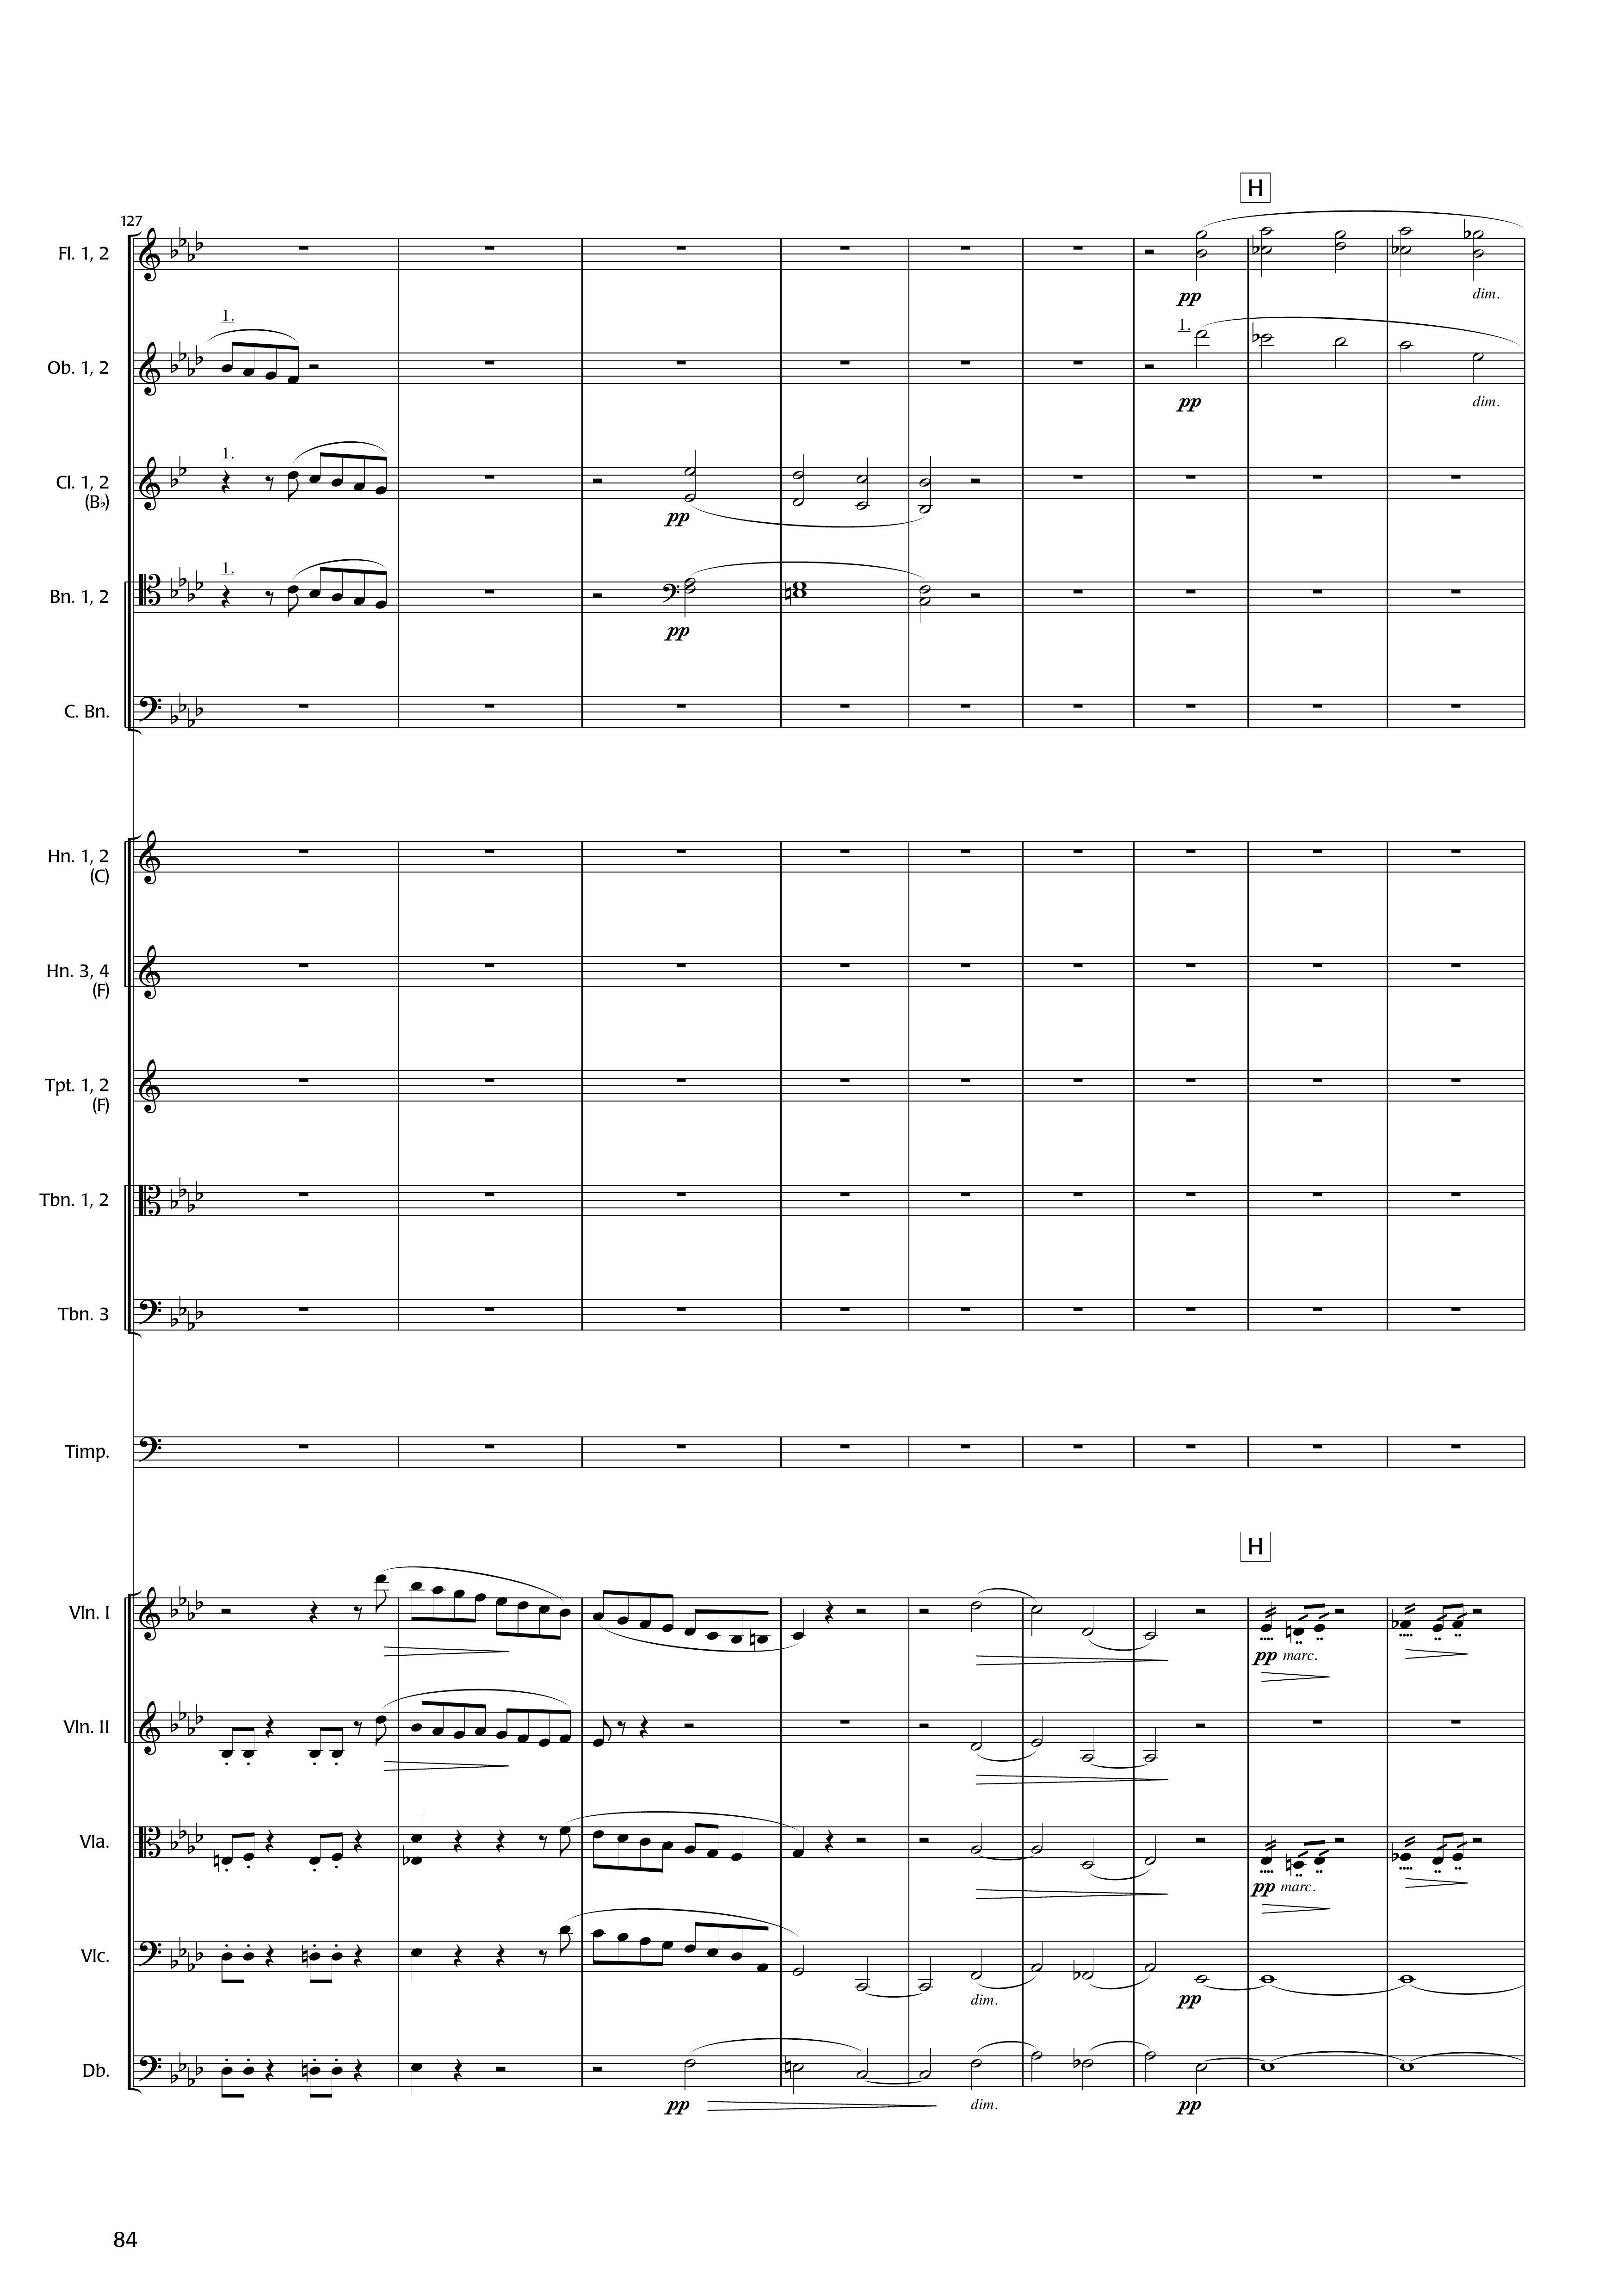 H
127
Fl. 1, 2
pp
dim.
1.
1.
Ob. 1, 2
pp
dim.
1.
Cl. 1, 2
(B♭)
pp
1.
Bn. 1, 2
pp
C. Bn.
Hn. 1, 2
(C)
Hn. 3, 4
(F)
Tpt. 1, 2
(F)
Tbn. 1, 2
Tbn. 3
Timp.
H
Vln. I
pp marc.
Vln. II
Vla.
pp marc.
Vlc.
dim.
pp
Db.
pp
dim.
pp
84